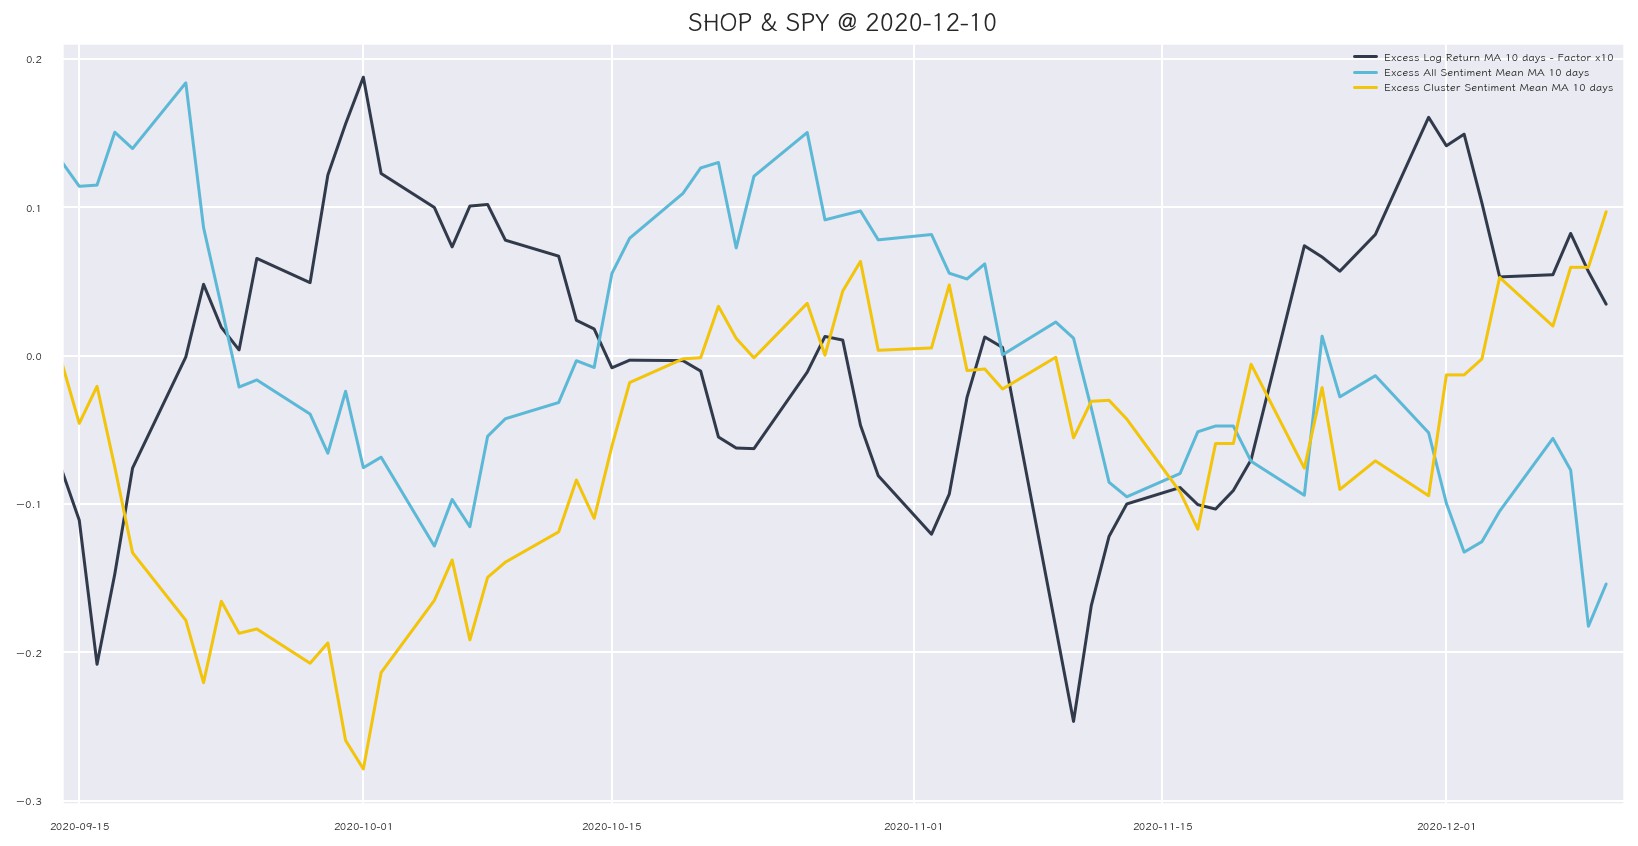 SHOP & SPY @ 2020-12-10
Excess Log Return MA 10 days - Factor x10
Excess All Sentiment Mean MA 10 days
Excess Cluster Sentiment Mean MA 10 days
0.2
0.1
0.0
−0.1
−0.2
−0.3
2020-09-15 2020-10-01 2020-10-15 2020-11-01 2020-11-15 2020-12-01